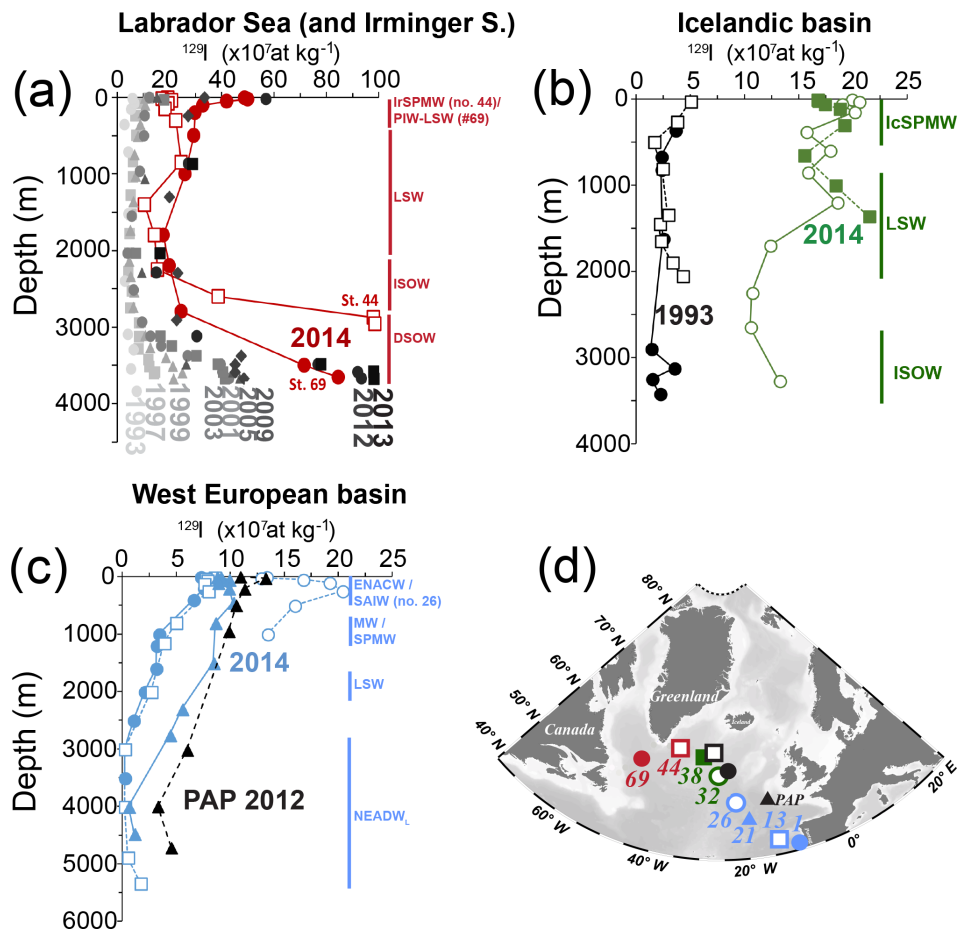 Labrador Sea (and Irminger S.)
129I (x10^7at kg-1)
0 20 40 60 80 100
(a)
Depth (m)
0
1000
2000
3000
4000
IrSPMW (no. 44)/
PIW-LSW (#69)
LSW
ISOW
DSOW
St. 44
2014
St. 69
1993
1997
1999
2003
2001
2005
2009
2012
2013
Icelandic basin
129I (x10^7at kg-1)
0 5 10 15 20 25
(b)
Depth (m)
0
1000
2000
3000
4000
IcSPMW
LSW
2014
1993
ISOW
West European basin
129I (x10^7at kg-1)
0 5 10 15 20 25
(c)
Depth (m)
0
1000
2000
3000
4000
5000
6000
ENACW /
SAIW (no. 26)
MW /
SPMW
2014
LSW
PAP 2012
NEADWL
(d)
80° N
70° N
60° N
50° N
40° N
Greenland
Iceland
Canada
69
44
38
32
26
21
13
1
PAP
60° W
40° W
20° W
0°
20° E